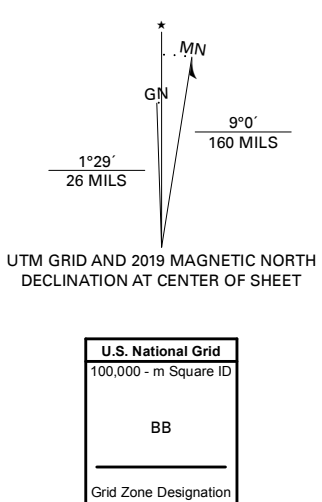 ★
MN
GN
9°0´
160 MILS
1°29´
26 MILS
UTM GRID AND 2019 MAGNETIC NORTH
DECLINATION AT CENTER OF SHEET
U.S. National Grid
100,000 - m Square ID
BB
Grid Zone Designation